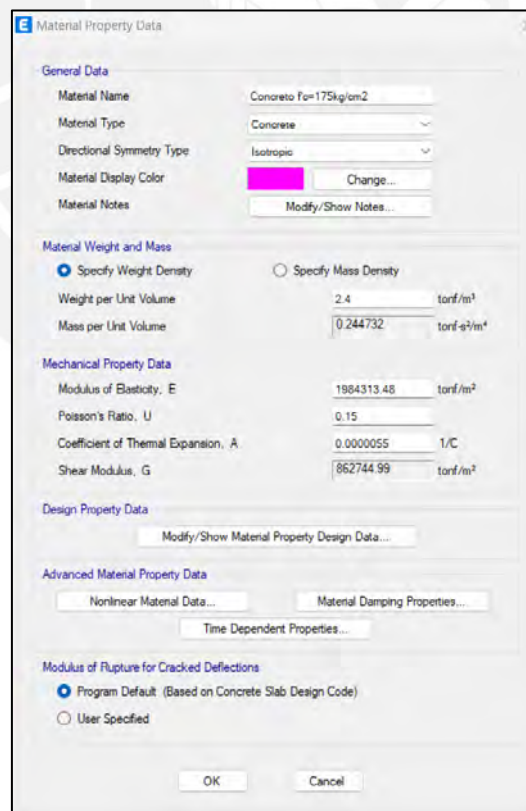 E Material Property Data
General Data
Material Name Concreto f'c=175kg/cm2
Material Type Concrete
Directional Symmetry Type Isotropic
Material Display Color Change...
Material Notes Modify/Show Notes...
Material Weight and Mass
Specify Weight Density Specify Mass Density
Weight per Unit Volume 2.4 tonf/m³
Mass per Unit Volume 0.244732 tonf-s²/m⁴
Mechanical Property Data
Modulus of Elasticity, E 1984313.48 tonf/m²
Poisson's Ratio, U 0.15
Coefficient of Thermal Expansion, A 0.0000055 1/C
Shear Modulus, G 862744.99 tonf/m²
Design Property Data
Modify/Show Material Property Design Data...
Advanced Material Property Data
Nonlinear Material Data... Material Damping Properties...
Time Dependent Properties...
Modulus of Rupture for Cracked Deflections
Program Default (Based on Concrete Slab Design Code)
User Specified
OK Cancel